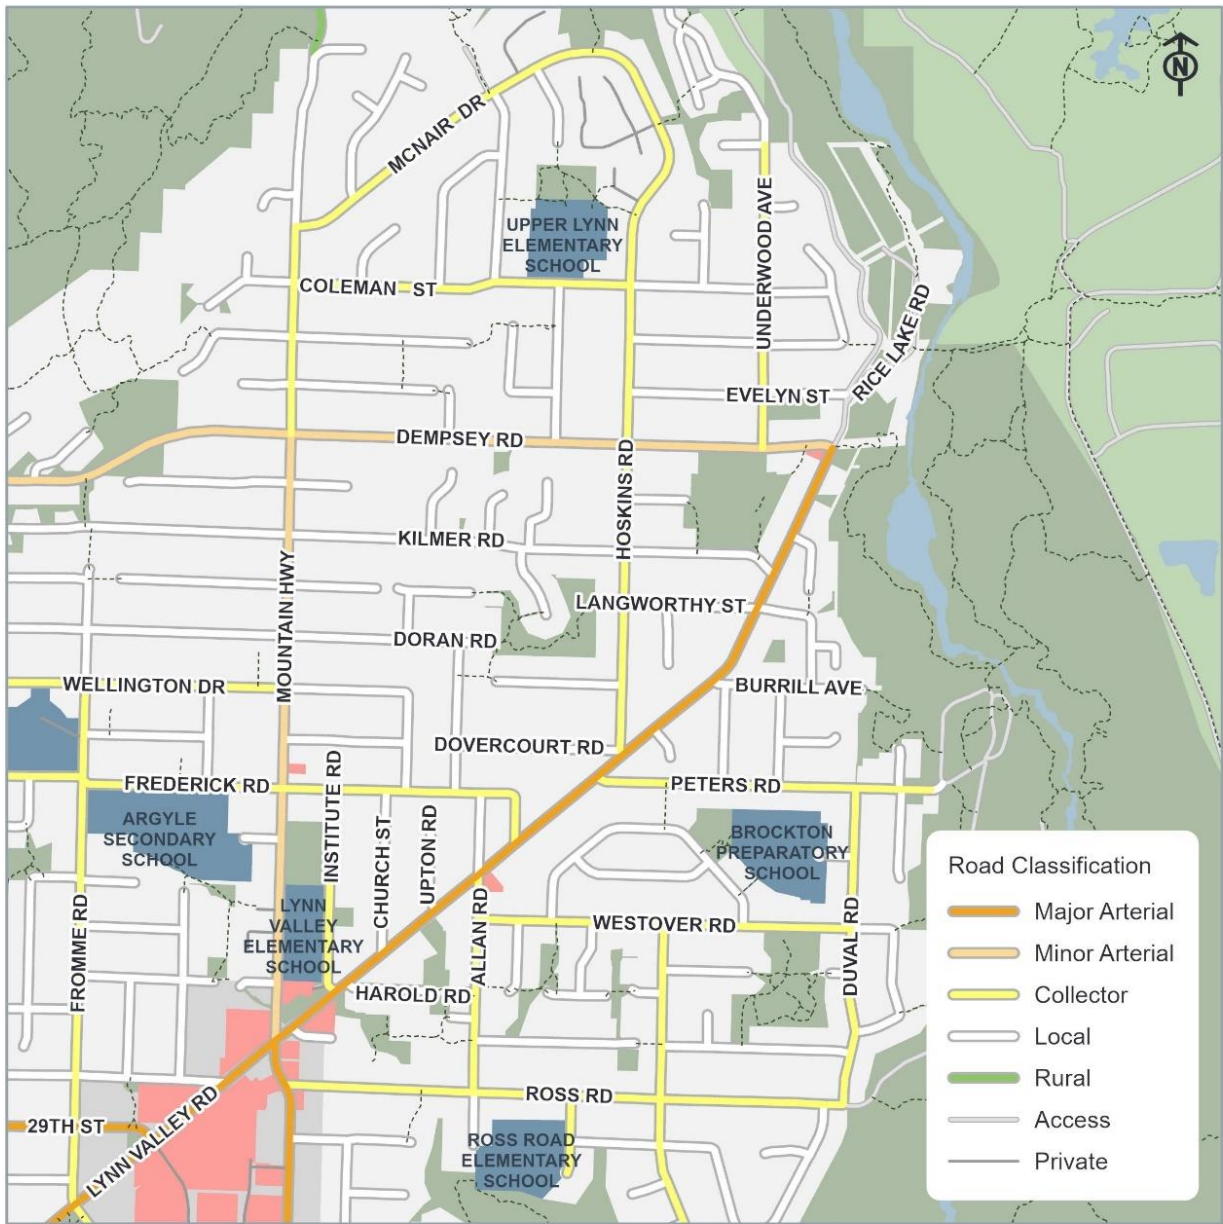 N
MCNAIR DR
UPPER LYNN
ELEMENTARY
SCHOOL
UNDERWOOD AVE
COLEMAN ST
RICE LAKE RD
EVELYN ST
DEMPSEY RD
HOSKINS RD
KILMER RD
MOUNTAIN HWY
LANGWORTHY ST
DORAN RD
WELLINGTON DR
BURRILL AVE
DOVERCOURT RD
FREDERICK RD
INSTITUTE RD
PETERS RD
ARGYLE
SECONDARY
SCHOOL
CHURCH ST
UPTON RD
BROCKTON
PREPARATORY
SCHOOL
LYNN
VALLEY
ELEMENTARY
SCHOOL
FROMME RD
ALLAN RD
WESTOVER RD
DUVAL RD
HAROLD RD
ROSS RD
29TH ST
LYNN VALLEY RD
ROSS ROAD
ELEMENTARY
SCHOOL
Road Classification
Major Arterial
Minor Arterial
Collector
Local
Rural
Access
Private